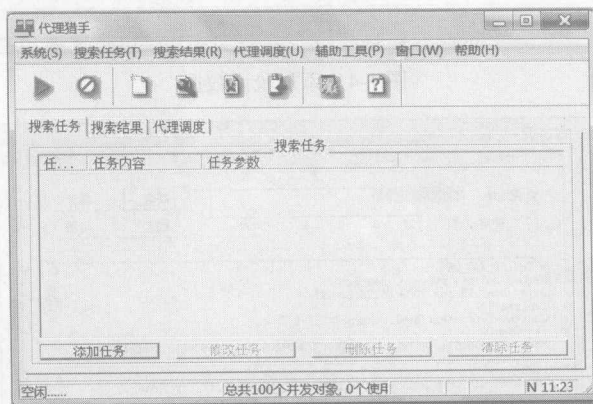 代理猎手
系统(S) 搜索任务(T) 搜索结果(R) 代理调度(U) 辅助工具(P) 窗口(W) 帮助(H)
搜索任务 搜索结果 代理调度
搜索任务
任... 任务内容 任务参数
添加任务 修改任务 删除任务 清除任务
空闲...... 总共100个并发对象, 0个使用 N 11:23